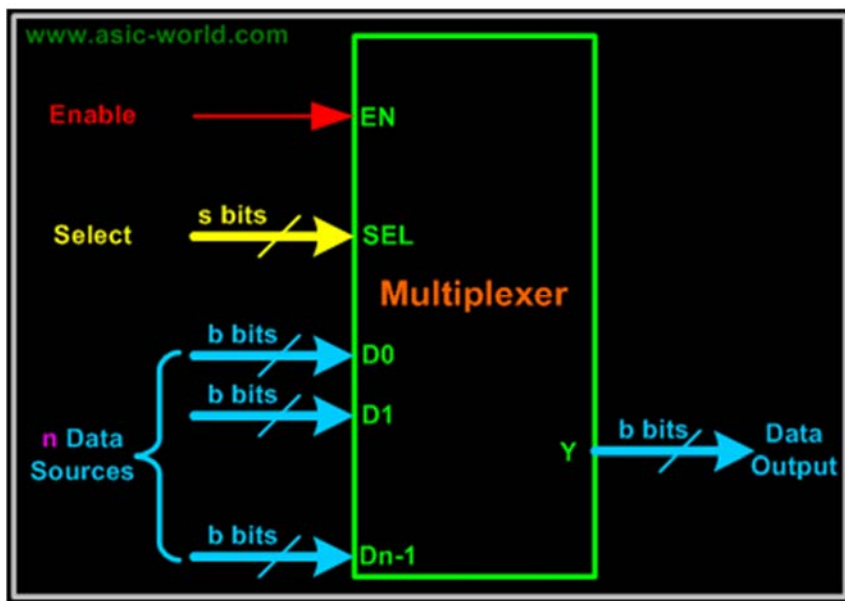 www.asic-world.com
Enable
EN
s bits
Select
SEL
Multiplexer
b bits
D0
b bits
D1
n Data
Sources
b bits
Dn-1
Y
b bits
Data
Output